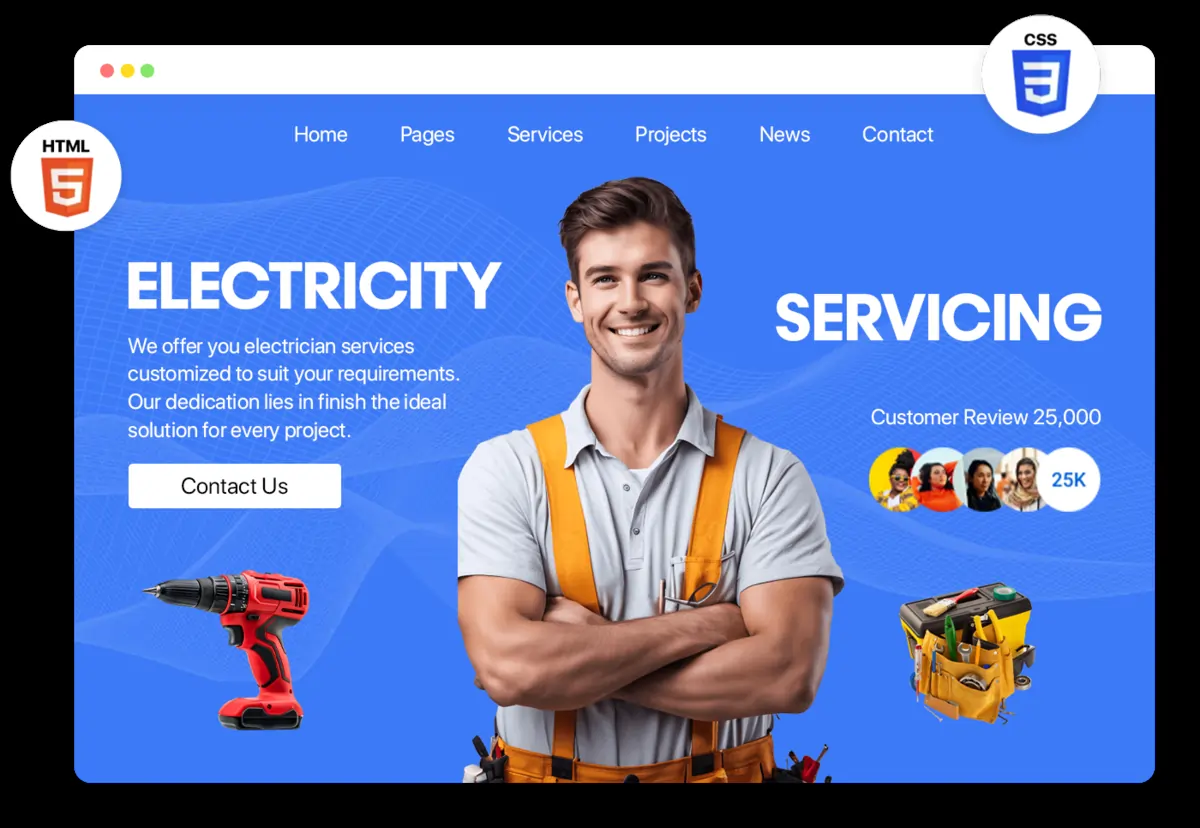 CSS
3
HTML
5
Home Pages Services Projects News Contact
ELECTRICITY
SERVICING
We offer you electrician services
customized to suit your requirements.
Our dedication lies in finish the ideal
solution for every project.
Contact Us
Customer Review 25,000
25K